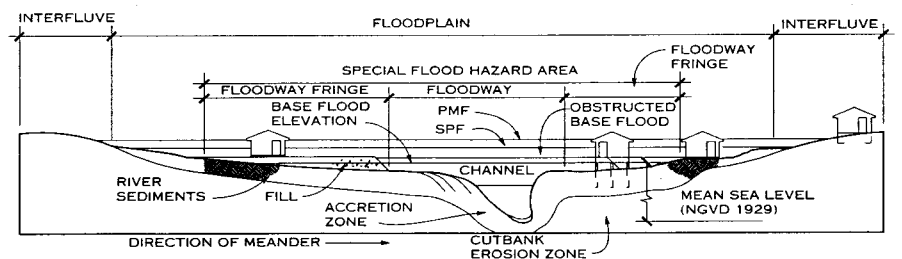 INTERFLUVE
FLOODPLAIN
INTERFLUVE
FLOODWAY
FRINGE
SPECIAL FLOOD HAZARD AREA
FLOODWAY FRINGE
FLOODWAY
BASE FLOOD
ELEVATION
PMF
SPF
OBSTRUCTED
BASE FLOOD
CHANNEL
RIVER
SEDIMENTS
FILL
ACCRETION
ZONE
MEAN SEA LEVEL
(NGVD 1929)
DIRECTION OF MEANDER
CUTBANK
EROSION ZONE